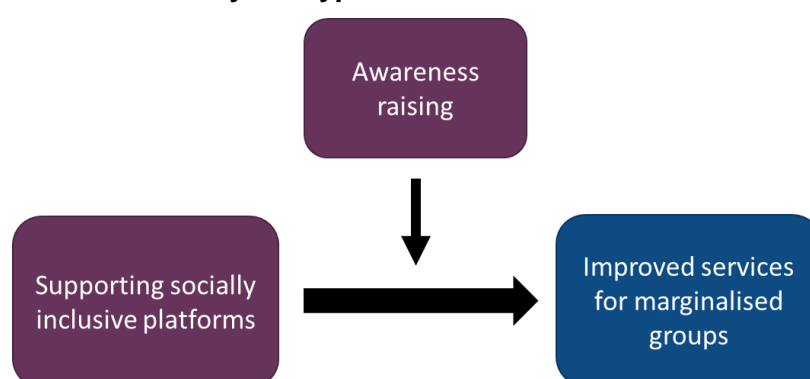 Awareness
raising
Supporting socially
inclusive platforms
Improved services
for marginalised
groups